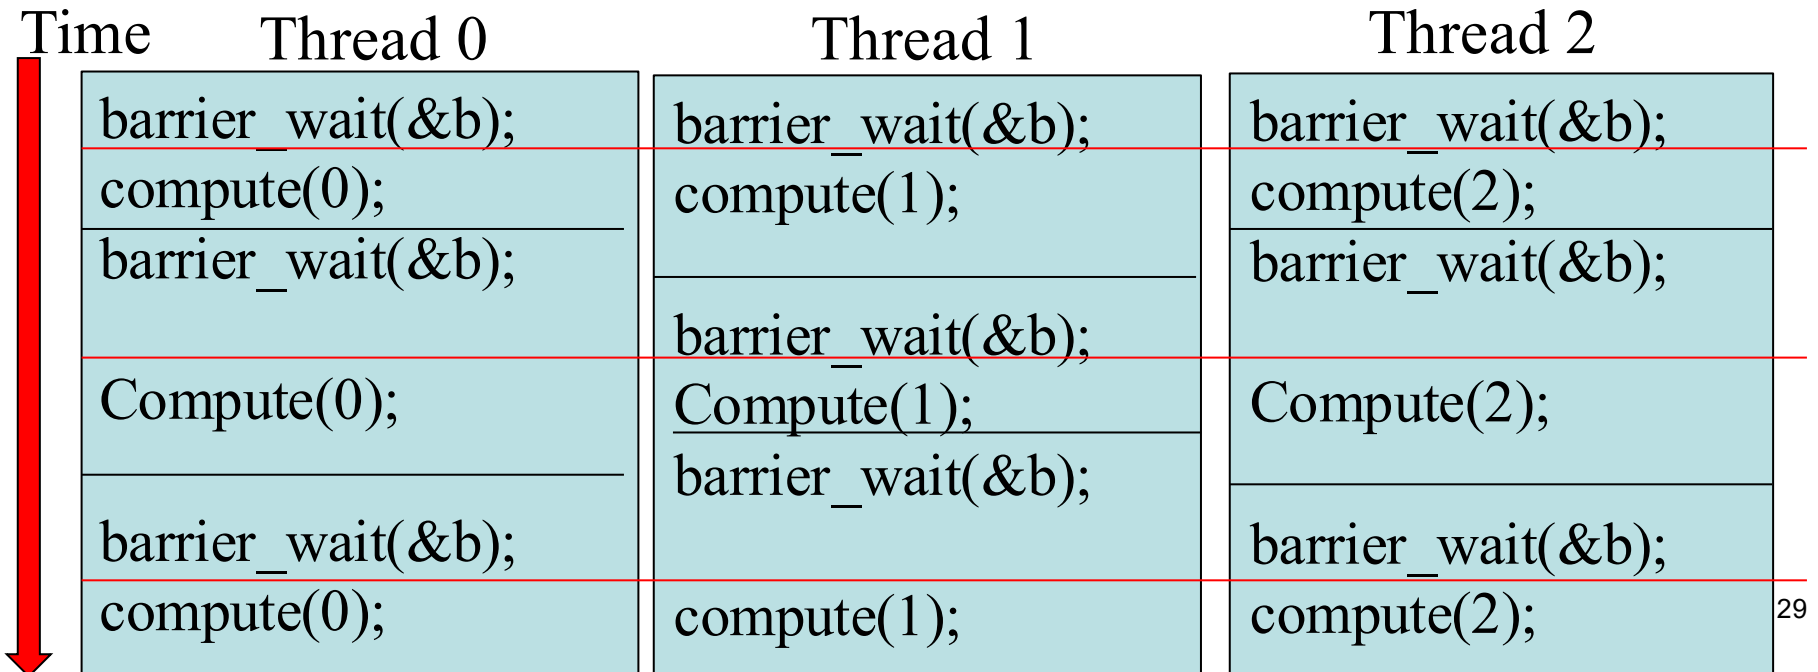 Time
Thread 0
barrier_wait(&b);
compute(0);
barrier_wait(&b);
Compute(0);
barrier_wait(&b);
compute(0);
Thread 1
barrier_wait(&b);
compute(1);
barrier_wait(&b);
Compute(1);
barrier_wait(&b);
compute(1);
Thread 2
barrier_wait(&b);
compute(2);
barrier_wait(&b);
Compute(2);
barrier_wait(&b);
compute(2);
29